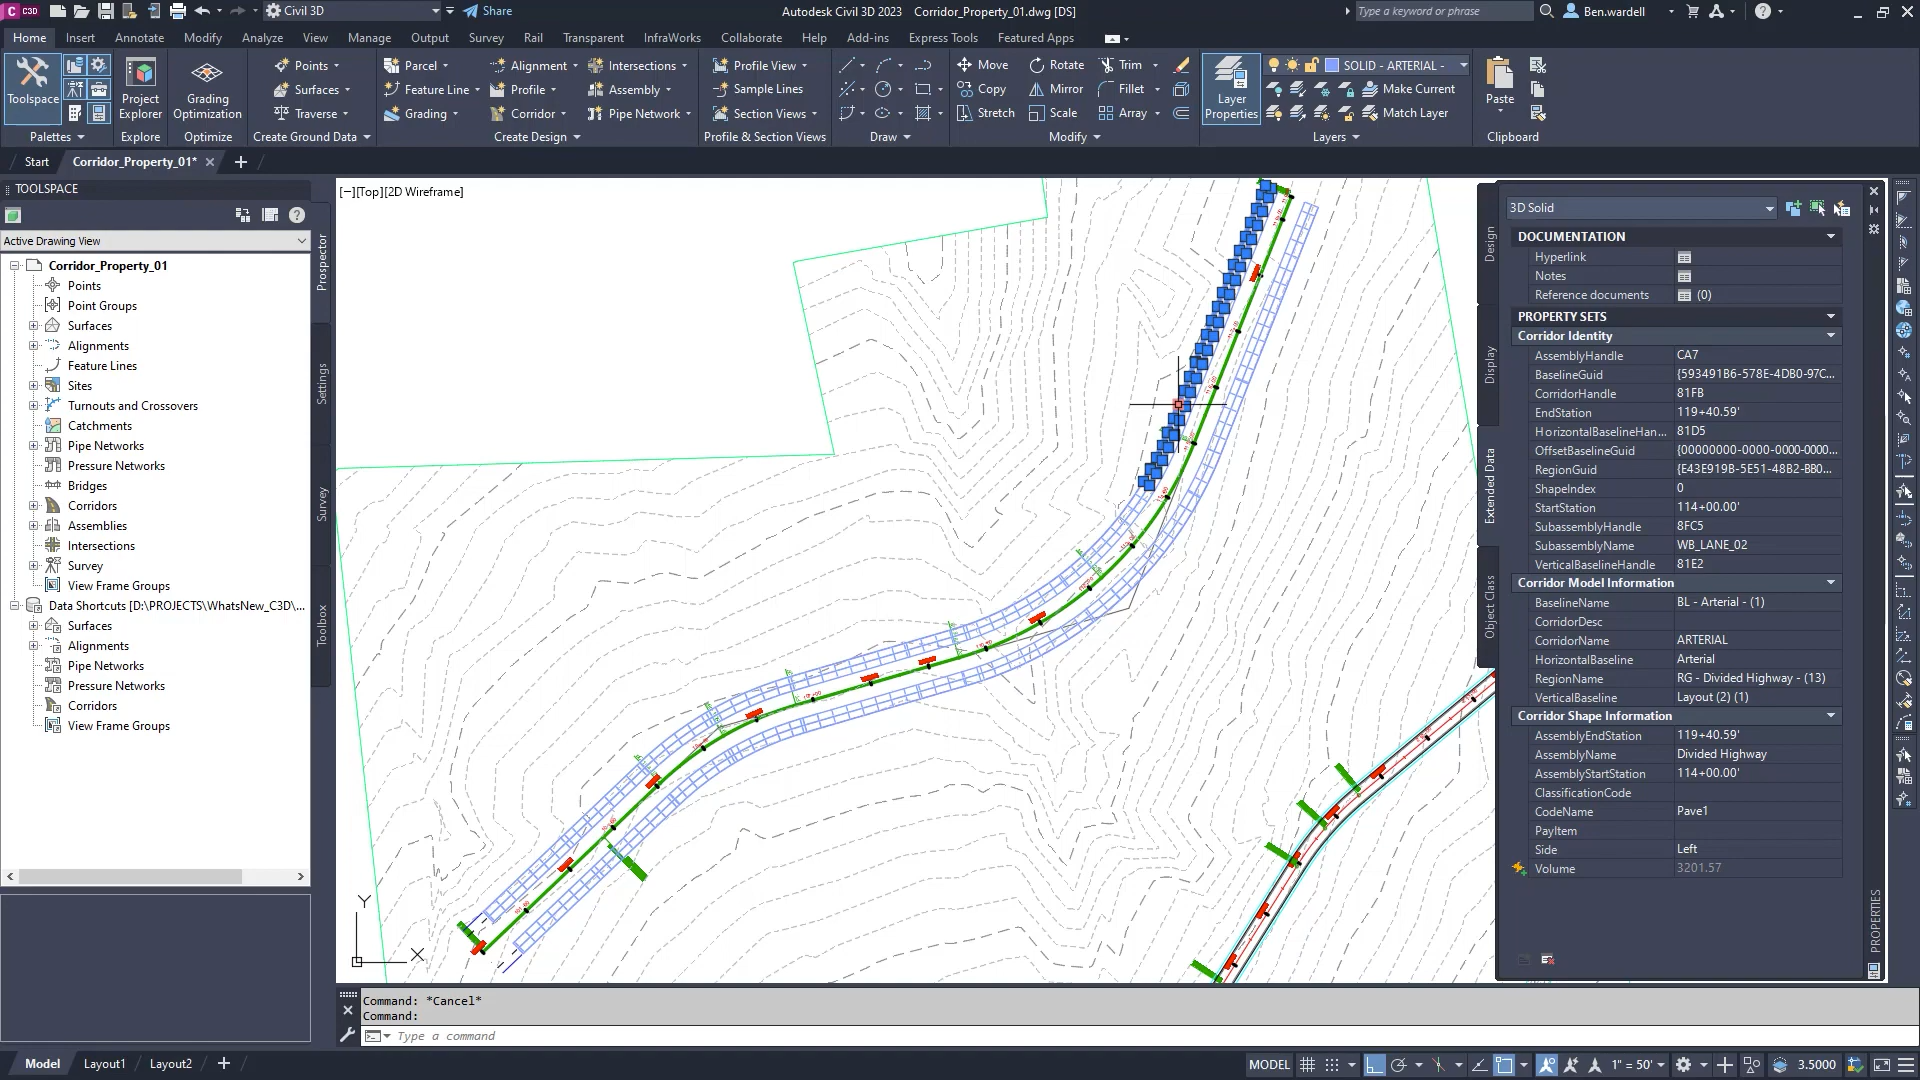 C3D
Civil 3D
Share
Autodesk Civil 3D 2023 Corridor_Property_01.dwg [DS]
Type a keyword or phrase
Ben.wardell
Home Insert Annotate Modify Analyze View Manage Output Survey Rail Transparent InfraWorks Collaborate Help Add-ins Express Tools Featured Apps
Toolspace
Palettes
Project Explorer
Explore
Grading Optimization
Optimize
Points
Surfaces
Traverse
Create Ground Data
Parcel
Feature Line
Grading
Alignment
Profile
Corridor
Intersections
Assembly
Pipe Network
Create Design
Profile View
Sample Lines
Section Views
Profile & Section Views
Draw
Move
Copy
Stretch
Rotate
Mirror
Scale
Trim
Fillet
Array
Modify
Layer Properties
SOLID - ARTERIAL -
Make Current
Match Layer
Layers
Paste
Clipboard
Start
Corridor_Property_01*
TOOLSPACE
Active Drawing View
Corridor_Property_01
Points
Point Groups
Surfaces
Alignments
Feature Lines
Sites
Turnouts and Crossovers
Catchments
Pipe Networks
Pressure Networks
Bridges
Corridors
Assemblies
Intersections
Survey
View Frame Groups
Data Shortcuts [D:\PROJECTS\WhatsNew_C3D\...
Surfaces
Alignments
Pipe Networks
Pressure Networks
Corridors
View Frame Groups
Prospector
Settings
Survey
Toolbox
[−][Top][2D Wireframe]
Y
X
Design
Display
Extended Data
Object Class
3D Solid
DOCUMENTATION
Hyperlink
Notes
Reference documents (0)
PROPERTY SETS
Corridor Identity
AssemblyHandle CA7
BaselineGuid {593491B6-578E-4DB0-97C...
CorridorHandle 81FB
EndStation 119+40.59'
HorizontalBaselineHan... 81D5
OffsetBaselineGuid {00000000-0000-0000-0000...
RegionGuid {E43E919B-5E51-48B2-BB0...
ShapeIndex 0
StartStation 114+00.00'
SubassemblyHandle 8FC5
SubassemblyName WB_LANE_02
VerticalBaselineHandle 81E2
Corridor Model Information
BaselineName BL - Arterial - (1)
CorridorDesc
CorridorName ARTERIAL
HorizontalBaseline Arterial
RegionName RG - Divided Highway - (13)
VerticalBaseline Layout (2) (1)
Corridor Shape Information
AssemblyEndStation 119+40.59'
AssemblyName Divided Highway
AssemblyStartStation 114+00.00'
ClassificationCode
CodeName Pave1
PayItem
Side Left
Volume 3201.57
PROPERTIES
Command: *Cancel*
Command:
Type a command
Model Layout1 Layout2
MODEL
1" = 50'
3.5000